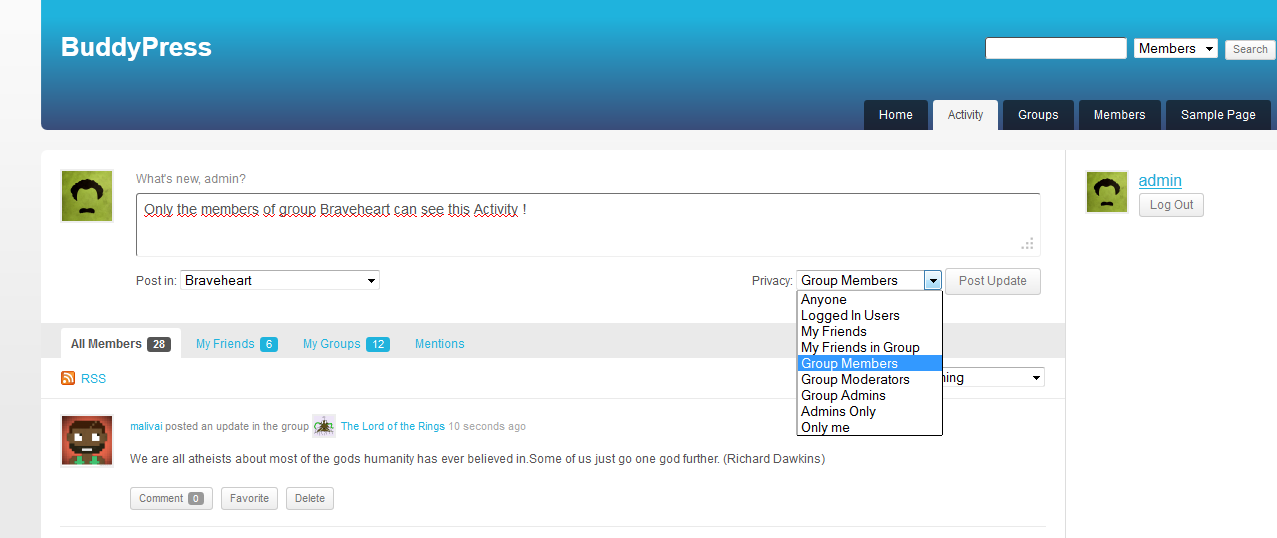 BuddyPress
Members
Search
Home
Activity
Groups
Members
Sample Page
What's new, admin?
Only the members of group Braveheart can see this Activity !
admin
Log Out
Post in: Braveheart
Privacy: Group Members
Post Update
Anyone
Logged In Users
My Friends
My Friends in Group
Group Members
Group Moderators
Group Admins
Admins Only
Only me
All Members 28
My Friends 6
My Groups 12
Mentions
RSS
malivai posted an update in the group The Lord of the Rings 10 seconds ago
We are all atheists about most of the gods humanity has ever believed in.Some of us just go one god further. (Richard Dawkins)
Comment 0
Favorite
Delete